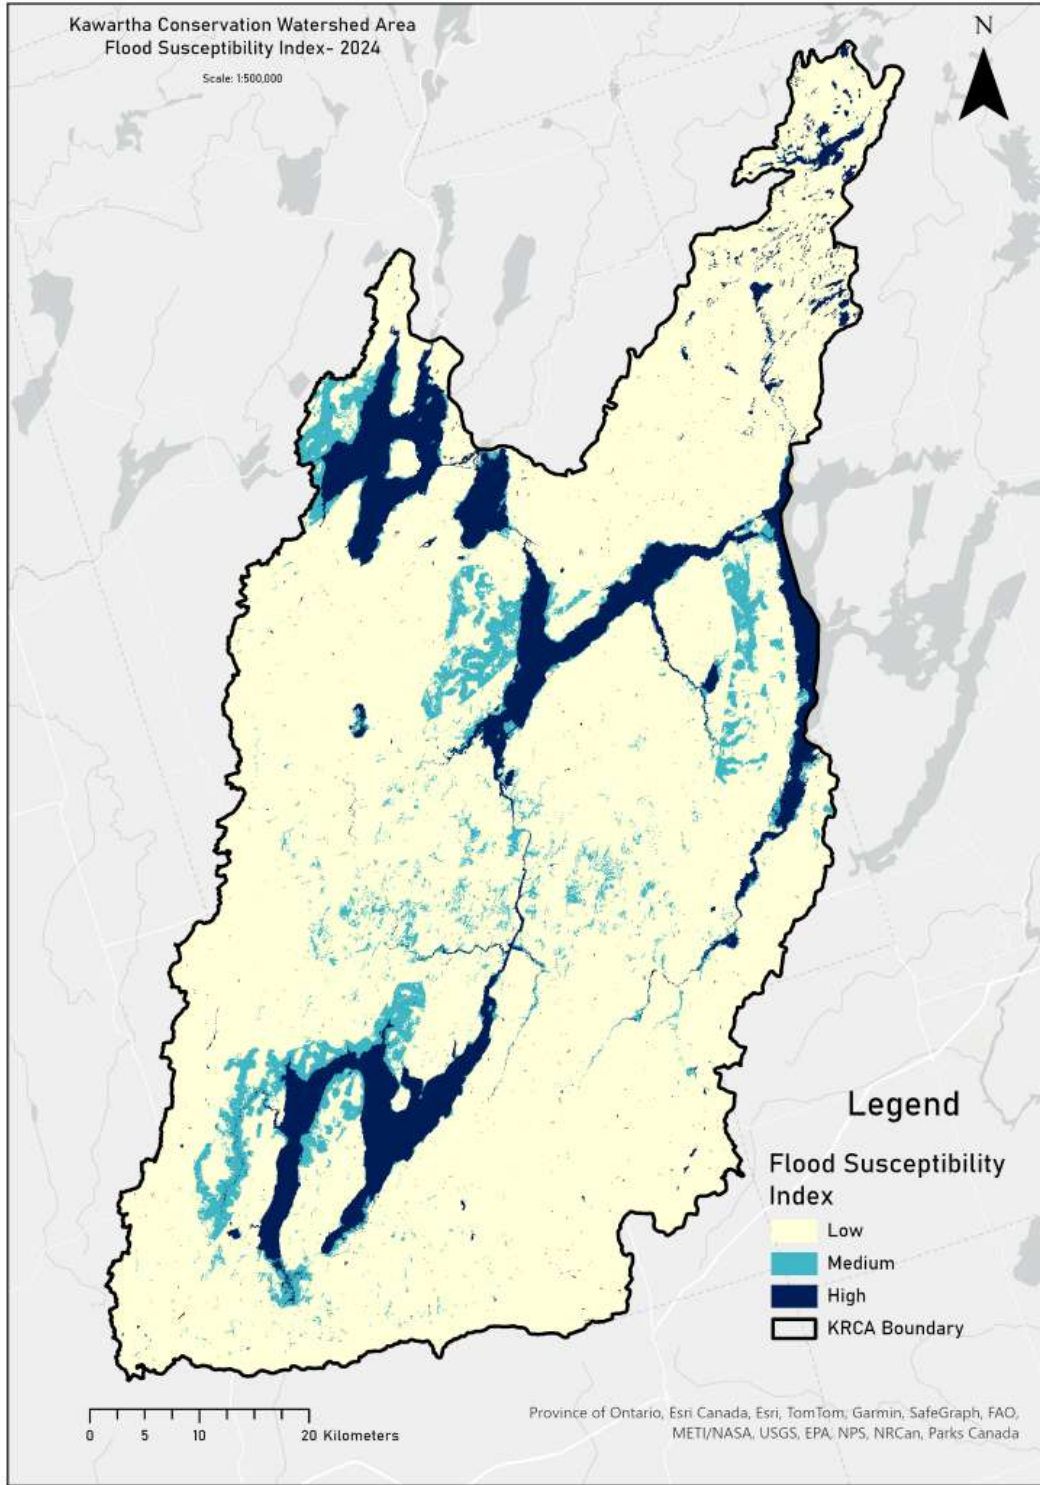 Kawartha Conservation Watershed Area
Flood Susceptibility Index- 2024
Scale: 1:500,000
N
Legend
Flood Susceptibility
Index
Low
Medium
High
KRCA Boundary
0 5 10 20 Kilometers
Province of Ontario, Esri Canada, Esri, TomTom, Garmin, SafeGraph, FAO,
METI/NASA, USGS, EPA, NPS, NRCan, Parks Canada